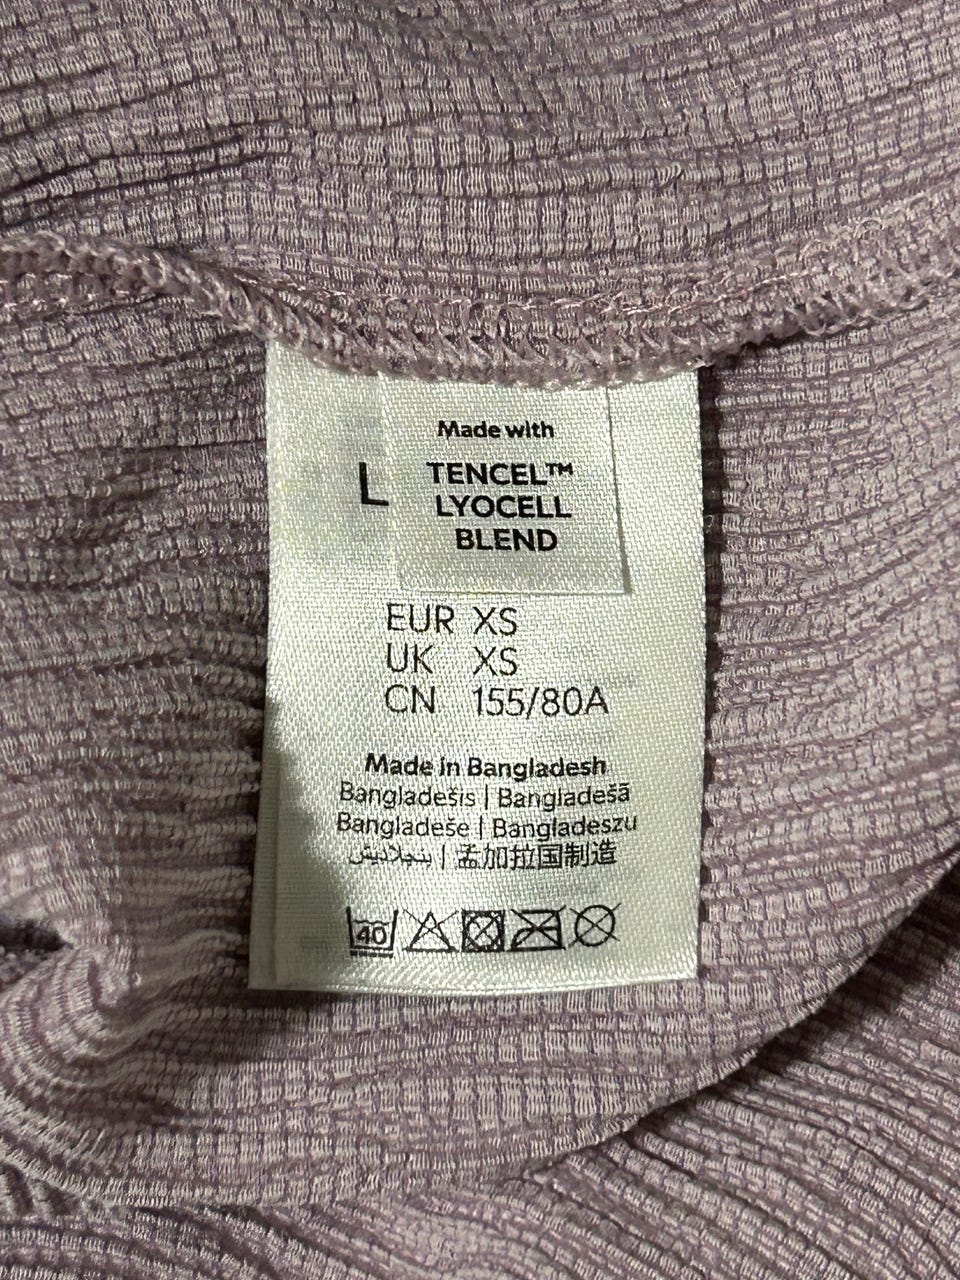 L
Made with
TENCEL™
LYOCELL
BLEND
EUR XS
UK XS
CN 155/80A
Made in Bangladesh
Bangladešis | Bangladešā
Bangladeše | Bangladeszu
بنجلاديش | 孟加拉国制造
40